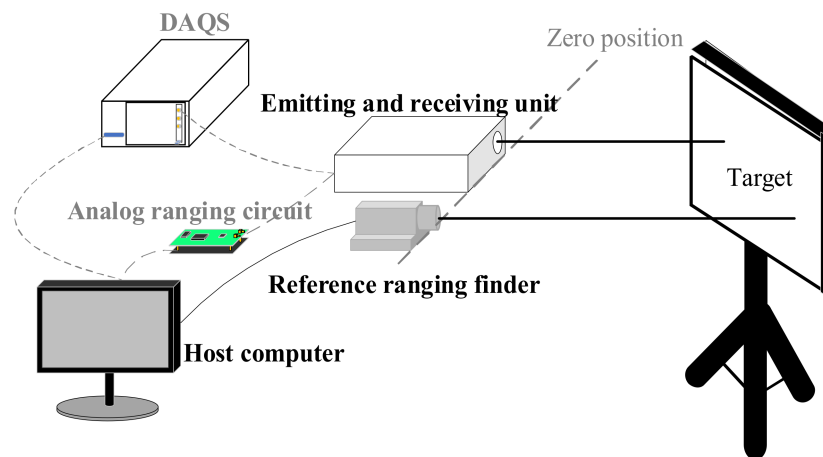 DAQS
Zero position
Emitting and receiving unit
Target
Analog ranging circuit
Reference ranging finder
Host computer